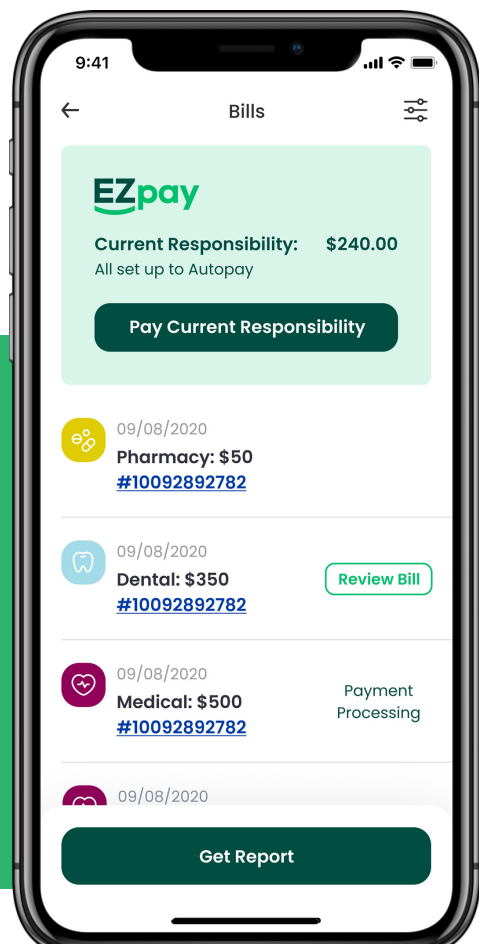 9:41
Bills
EZpay
Current Responsibility: $240.00
All set up to Autopay
Pay Current Responsibility
09/08/2020
Pharmacy: $50
#10092892782
09/08/2020
Dental: $350
#10092892782
Review Bill
09/08/2020
Medical: $500
#10092892782
Payment
Processing
09/08/2020
Get Report